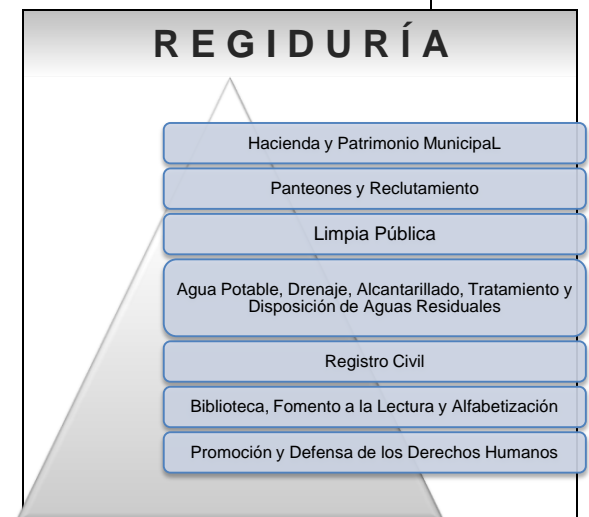 REGIDURÍA
Hacienda y Patrimonio MunicipaL
Panteones y Reclutamiento
Limpia Pública
Agua Potable, Drenaje, Alcantarillado, Tratamiento y
Disposición de Aguas Residuales
Registro Civil
Biblioteca, Fomento a la Lectura y Alfabetización
Promoción y Defensa de los Derechos Humanos